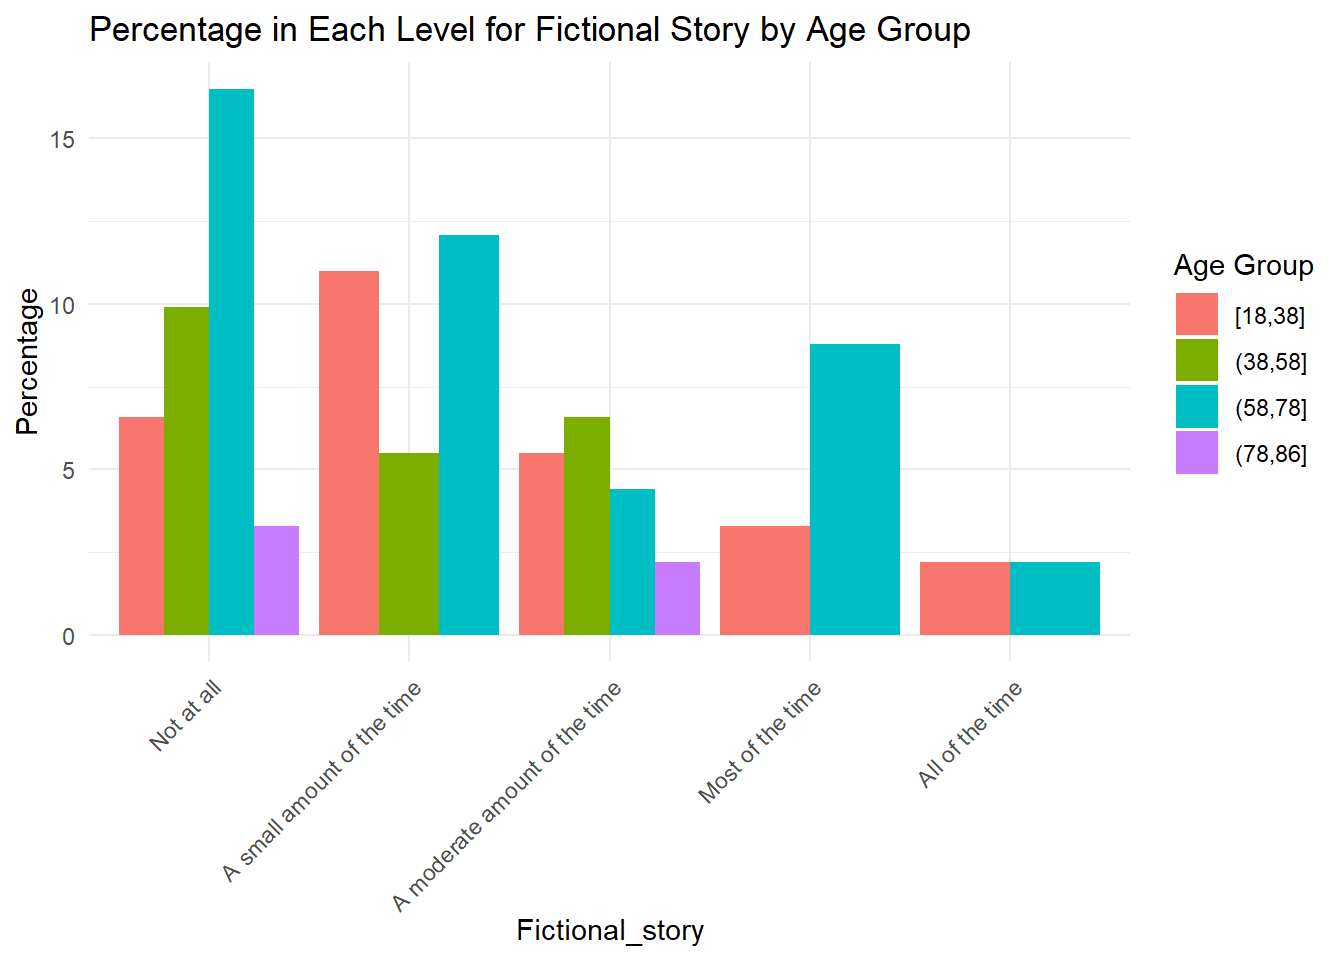 Percentage in Each Level for Fictional Story by Age Group
Percentage
15
10
5
0
Not at all
A small amount of the time
A moderate amount of the time
Most of the time
All of the time
Fictional_story
Age Group
[18,38]
(38,58]
(58,78]
(78,86]